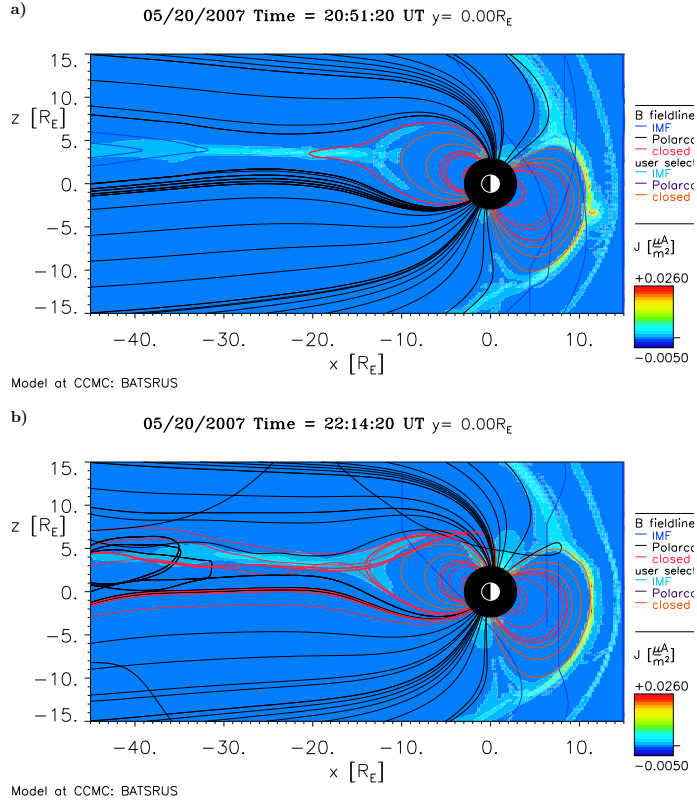 a)
05/20/2007 Time = 20:51:20 UT y= 0.00R_E
15.
10.
5.
0.
−5.
−10.
−15.
z [R_E]
−40. −30. −20. −10. 0. 10.
x [R_E]
B fieldline
IMF
Polarco
closed
user select
IMF
Polarco
closed
J [μA/m²]
+0.0260
−0.0050
Model at CCMC: BATSRUS
b)
05/20/2007 Time = 22:14:20 UT y= 0.00R_E
15.
10.
5.
0.
−5.
−10.
−15.
z [R_E]
−40. −30. −20. −10. 0. 10.
x [R_E]
B fieldline
IMF
Polarco
closed
user select
IMF
Polarco
closed
J [μA/m²]
+0.0260
−0.0050
Model at CCMC: BATSRUS